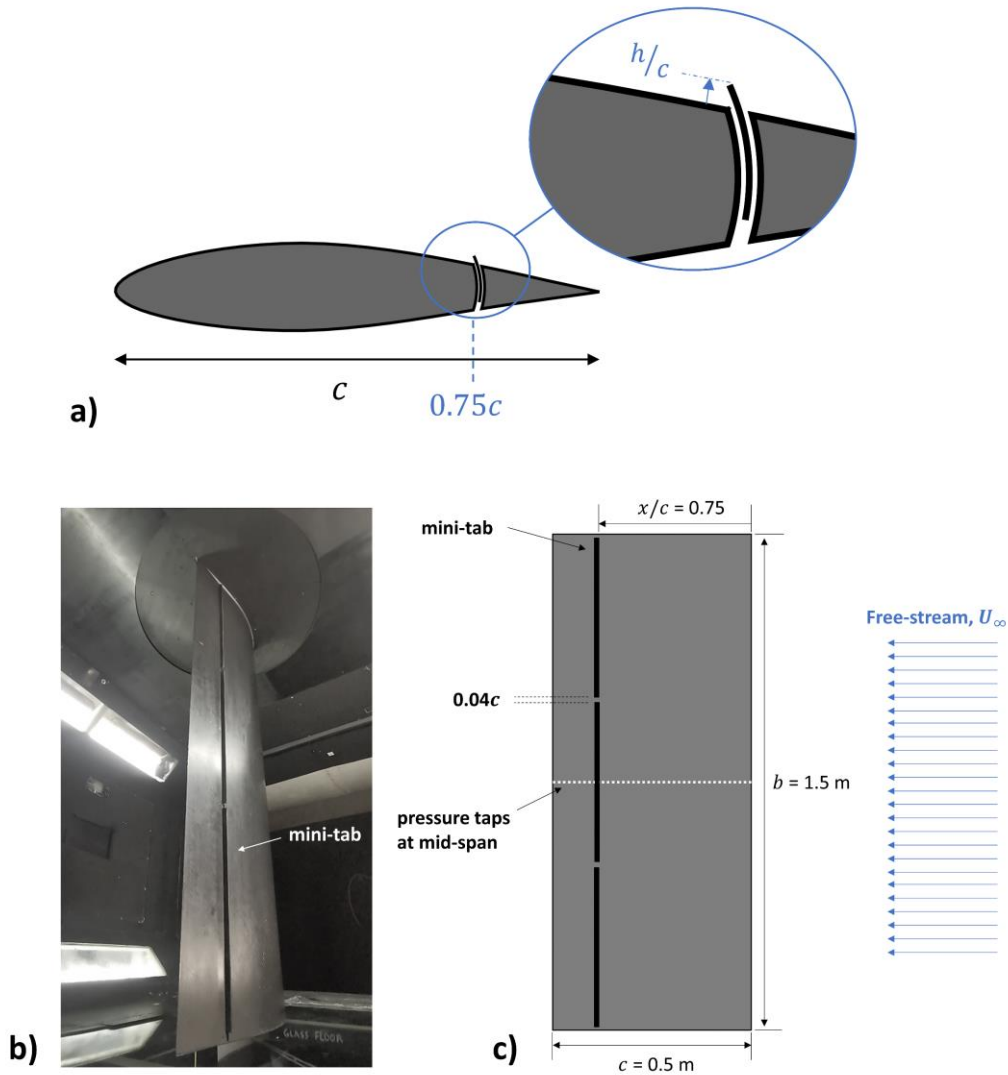 h/c
c
0.75c
a)
mini-tab
GLASS FLOOR
b)
x/c = 0.75
mini-tab
Free-stream, U∞
0.04c
b = 1.5 m
pressure taps
at mid-span
c = 0.5 m
c)